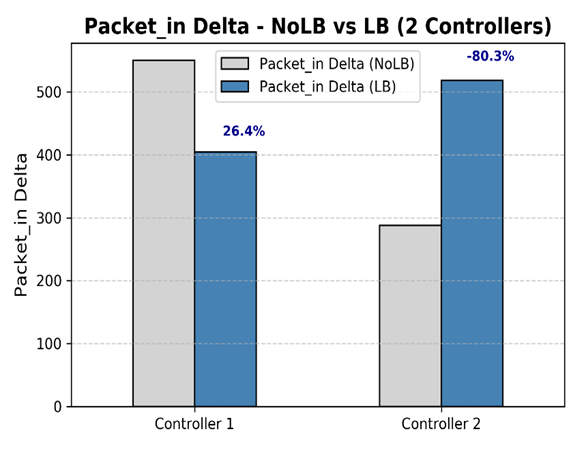 Packet_in Delta - NoLB vs LB (2 Controllers)
Packet_in Delta (NoLB)
Packet_in Delta (LB)
-80.3%
26.4%
Packet_in Delta
500
400
300
200
100
0
Controller 1
Controller 2